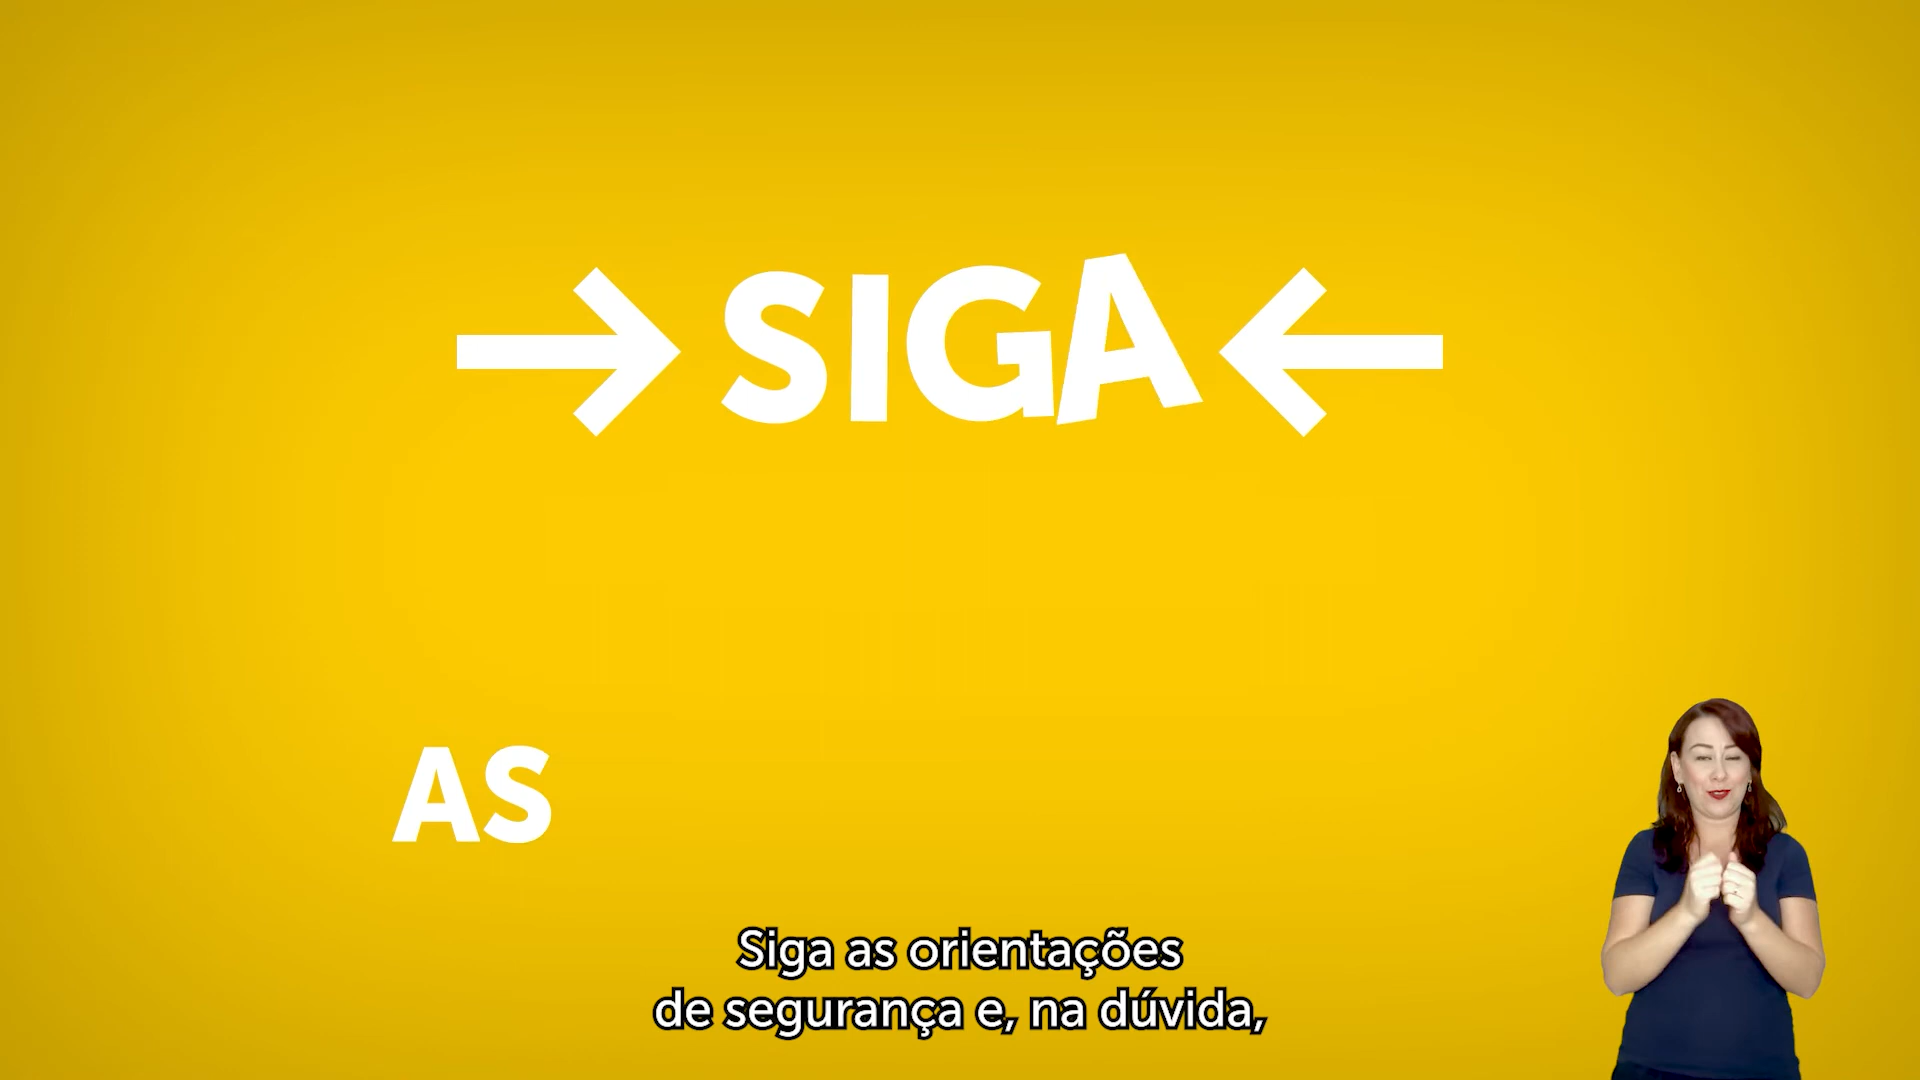 SIGA
AS
Siga as orientações
de segurança e, na dúvida,